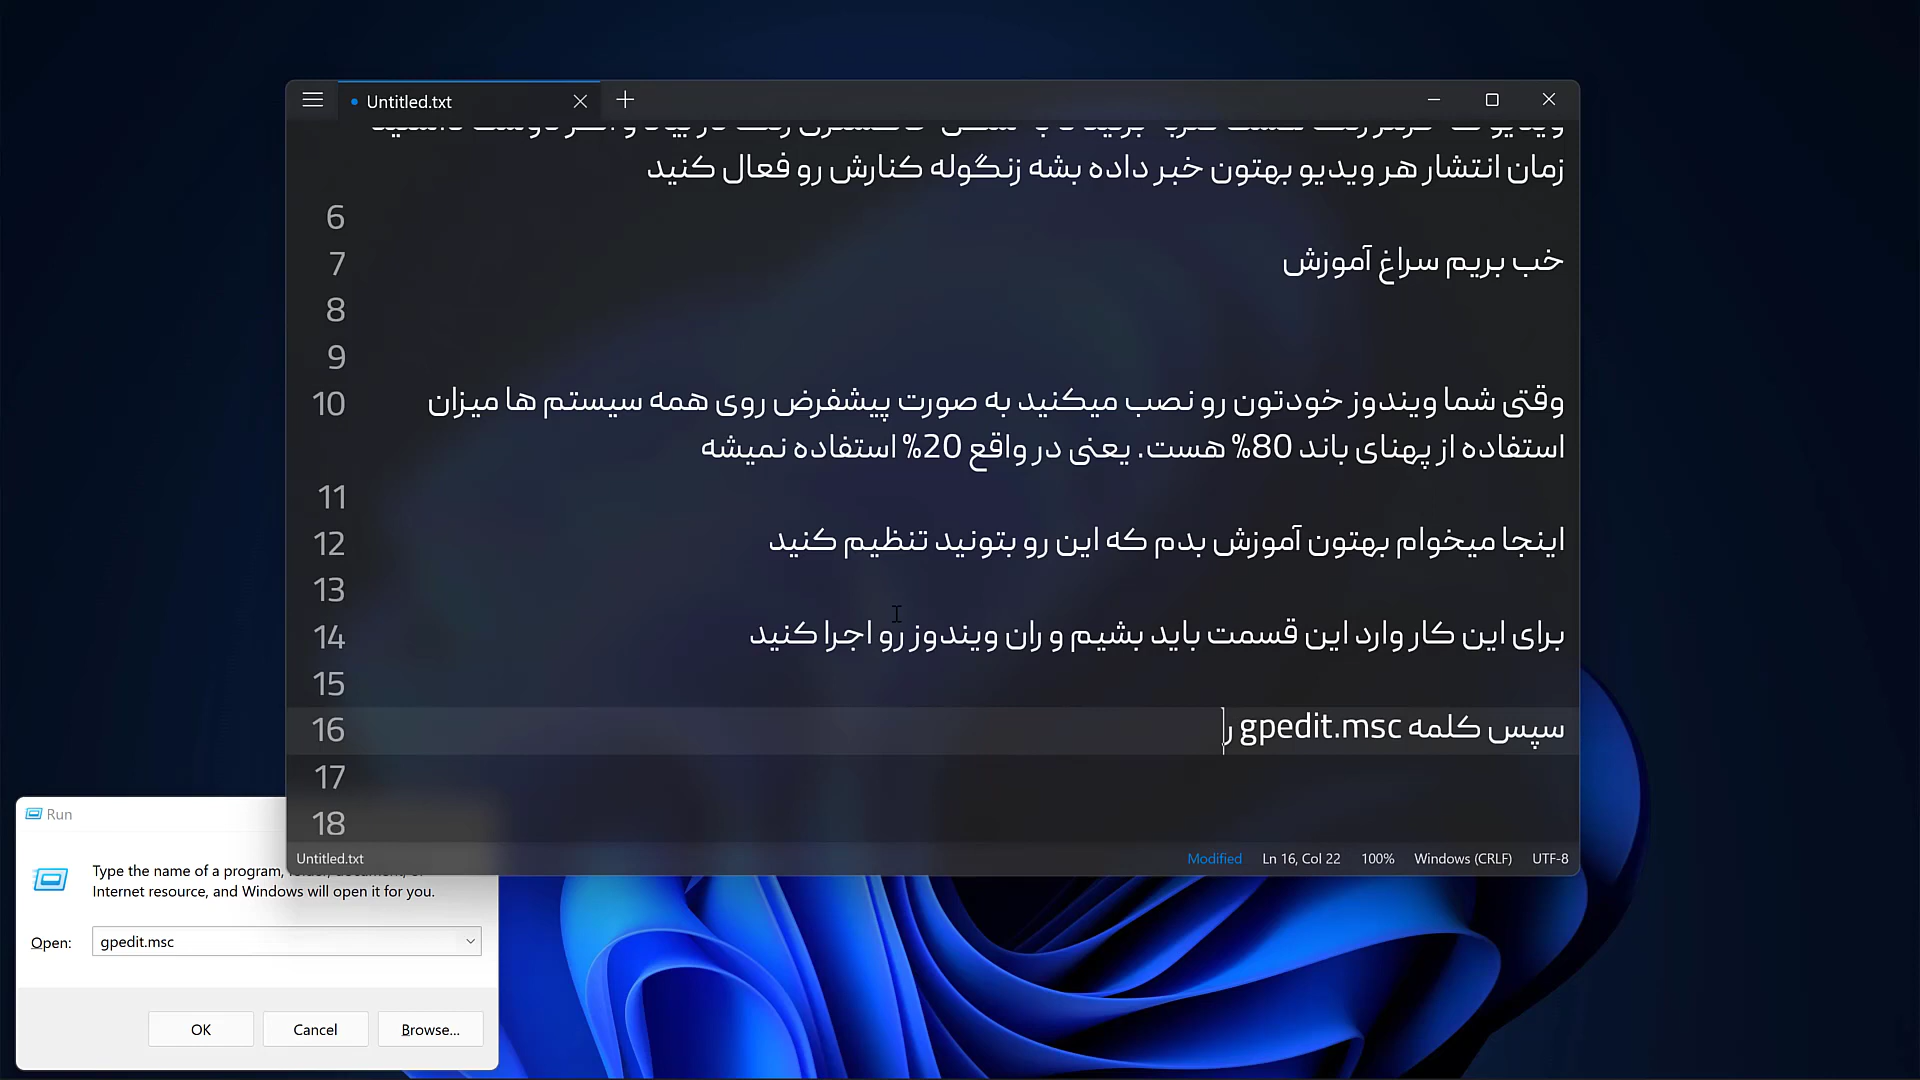 Untitled.txt
زمان انتشار هر ویدیو بهتون خبر داده بشه زنگوله کنارش رو فعال کنید
6
7
خب بریم سراغ آموزش
8
9
10
وقتی شما ویندوز خودتون رو نصب میکنید به صورت پیشفرض روی همه سیستم ها میزان
استفاده از پهنای باند 80% هست. یعنی در واقع 20% استفاده نمیشه
11
12
اینجا میخوام بهتون آموزش بدم که این رو بتونید تنظیم کنید
13
14
برای این کار وارد این قسمت باید بشیم و ران ویندوز رو اجرا کنید
15
16
سپس کلمه gpedit.msc ر
17
18
Untitled.txt
Modified
Ln 16, Col 22
100%
Windows (CRLF)
UTF-8
Run
Type the name of a program,
Internet resource, and Windows will open it for you.
Open:
gpedit.msc
OK
Cancel
Browse...